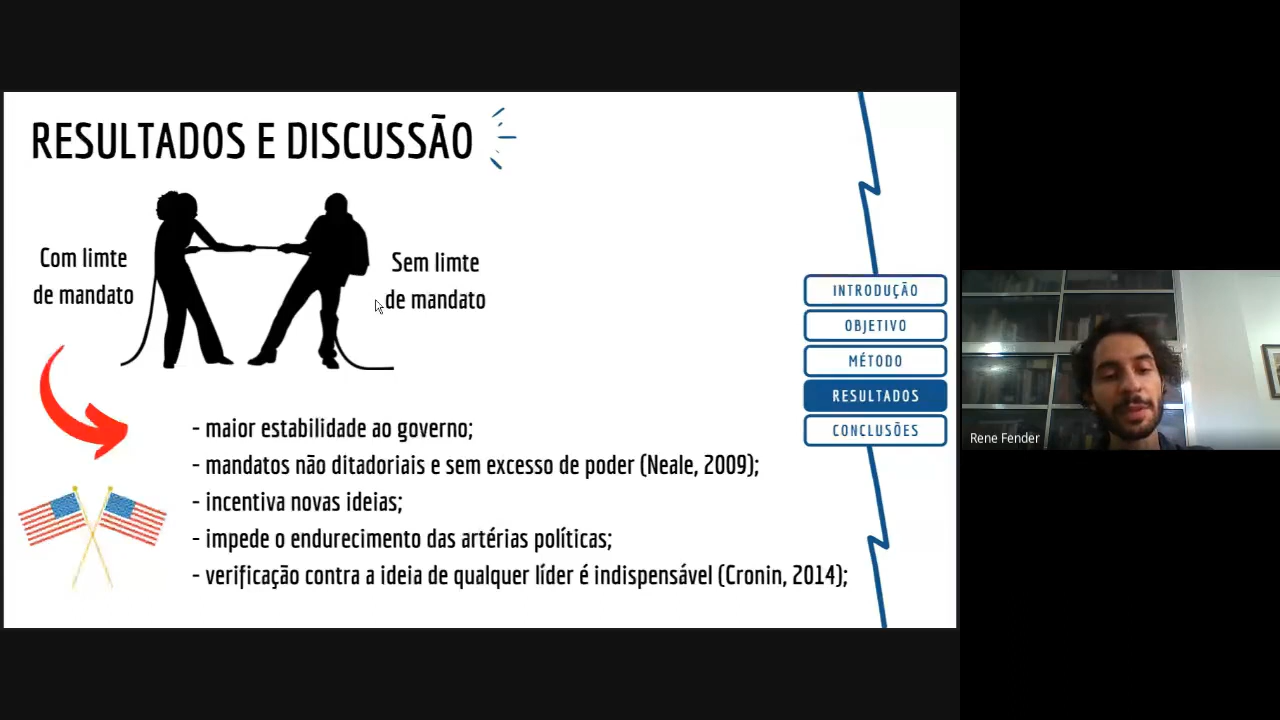 RESULTADOS E DISCUSSÃO
Com limte
de mandato
Sem limte
de mandato
- maior estabilidade ao governo;
- mandatos não ditadoriais e sem excesso de poder (Neale, 2009);
- incentiva novas ideias;
- impede o endurecimento das artérias políticas;
- verificação contra a ideia de qualquer líder é indispensável (Cronin, 2014);
INTRODUÇÃO
OBJETIVO
MÉTODO
RESULTADOS
CONCLUSÕES
Rene Fender